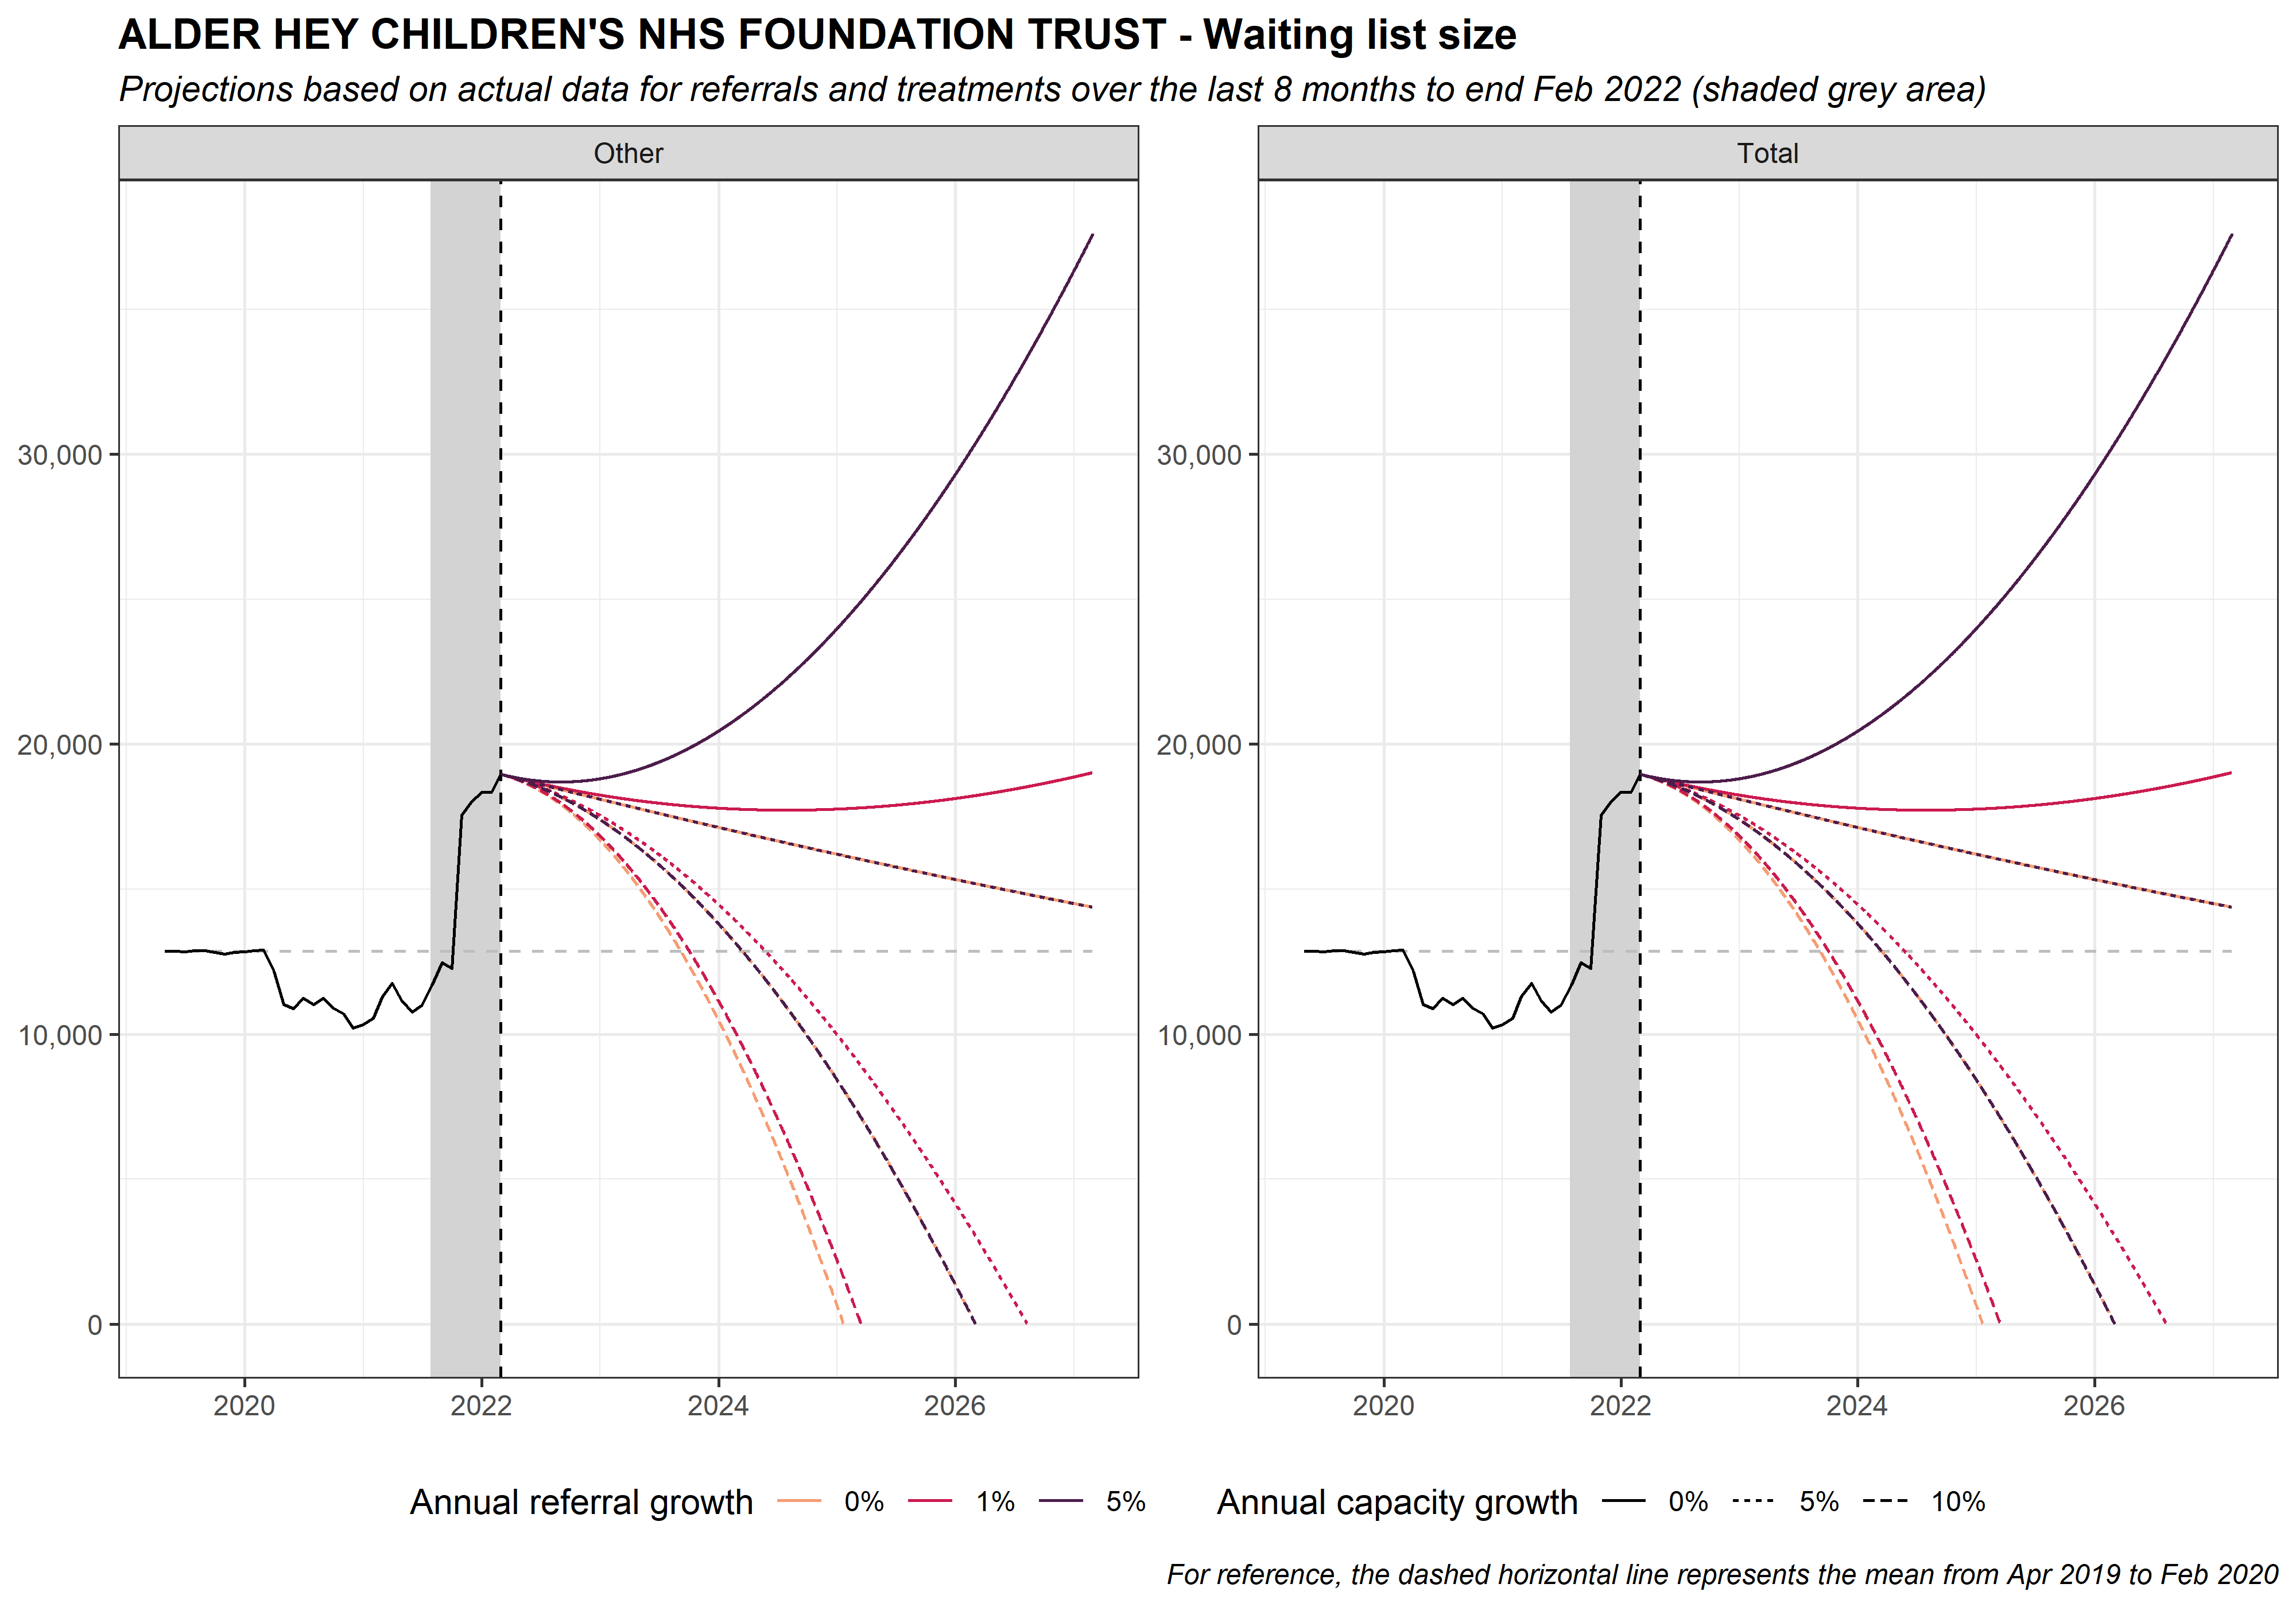 ALDER HEY CHILDREN'S NHS FOUNDATION TRUST - Waiting list size
Projections based on actual data for referrals and treatments over the last 8 months to end Feb 2022 (shaded grey area)
Other
Total
30,000
20,000
10,000
0
30,000
20,000
10,000
0
2020 2022 2024 2026
2020 2022 2024 2026
Annual referral growth 0% 1% 5%
Annual capacity growth 0% 5% 10%
For reference, the dashed horizontal line represents the mean from Apr 2019 to Feb 2020